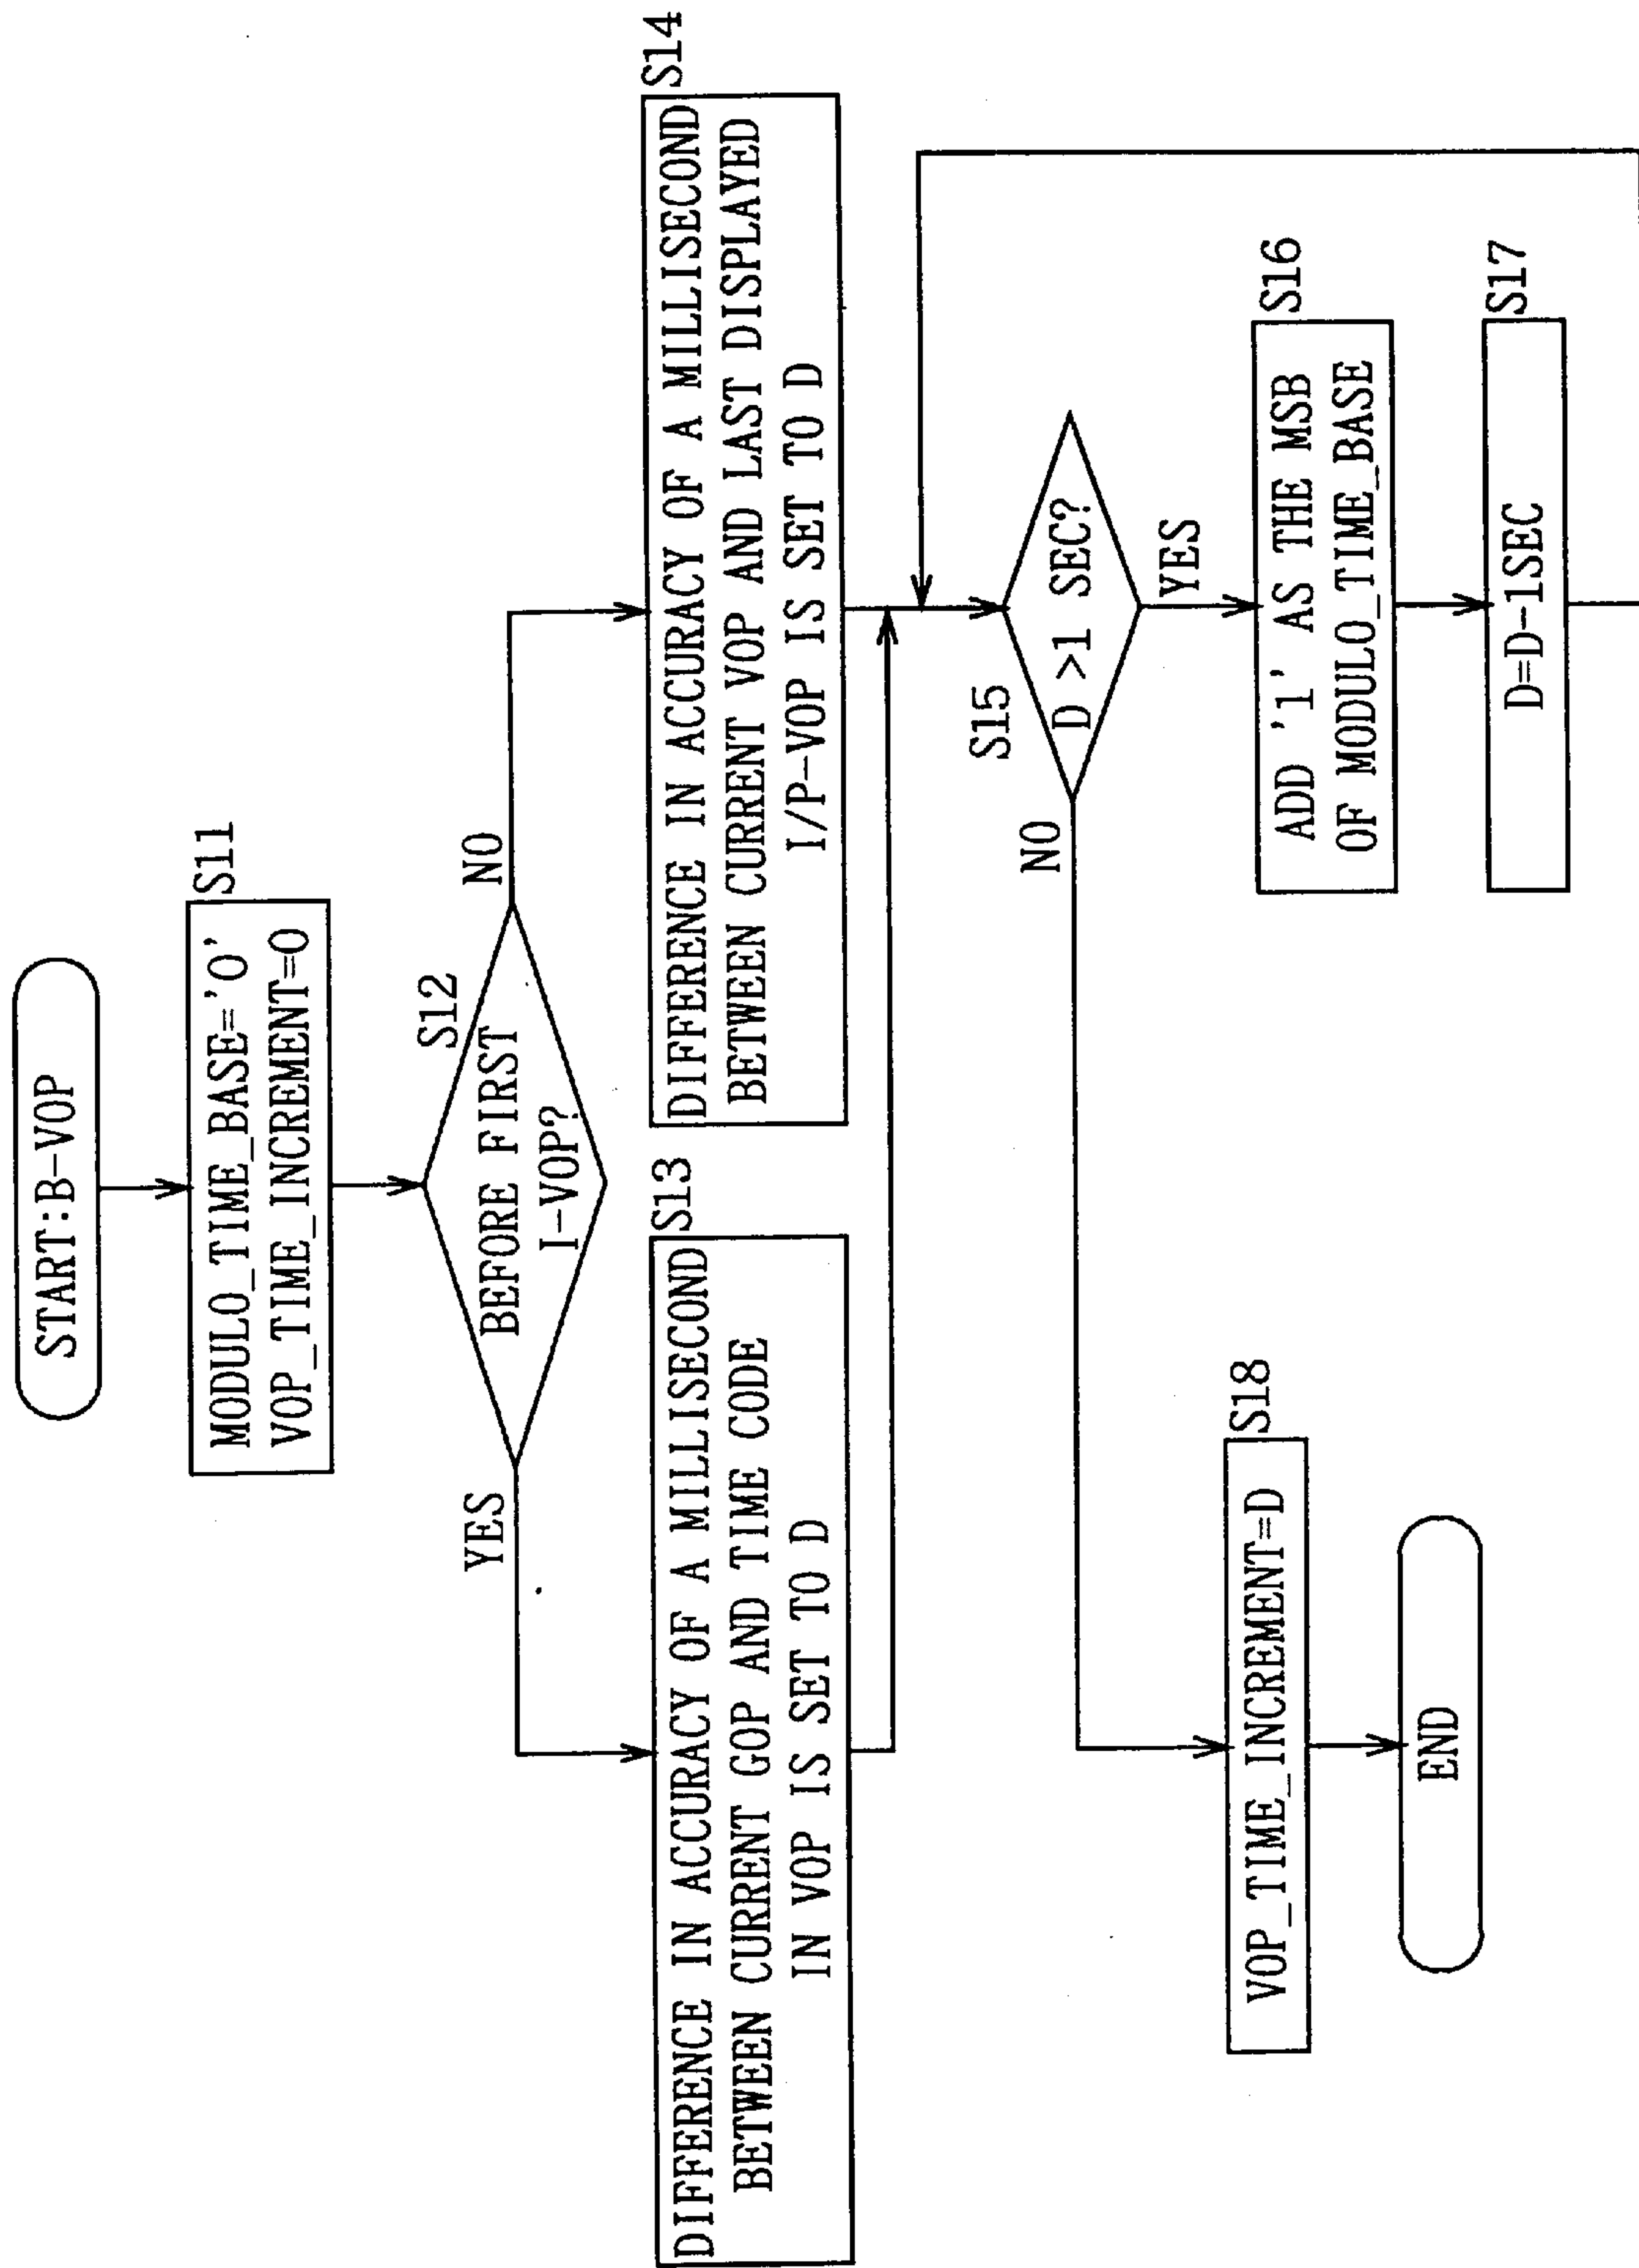 START:B-VOP
MODULO_TIME_BASE='0'
VOP_TIME_INCREMENT=0
S11
BEFORE FIRST
I-VOP?
S12
YES
NO
DIFFERENCE IN ACCURACY OF A MILLISECOND
BETWEEN CURRENT GOP AND TIME CODE
IN VOP IS SET TO D
S13
DIFFERENCE IN ACCURACY OF A MILLISECOND
BETWEEN CURRENT VOP AND LAST DISPLAYED
I/P-VOP IS SET TO D
S14
S15
D >1 SEC?
NO
YES
ADD '1' AS THE MSB
OF MODULO_TIME_BASE
S16
D=D-1SEC
S17
VOP_TIME_INCREMENT=D
S18
END